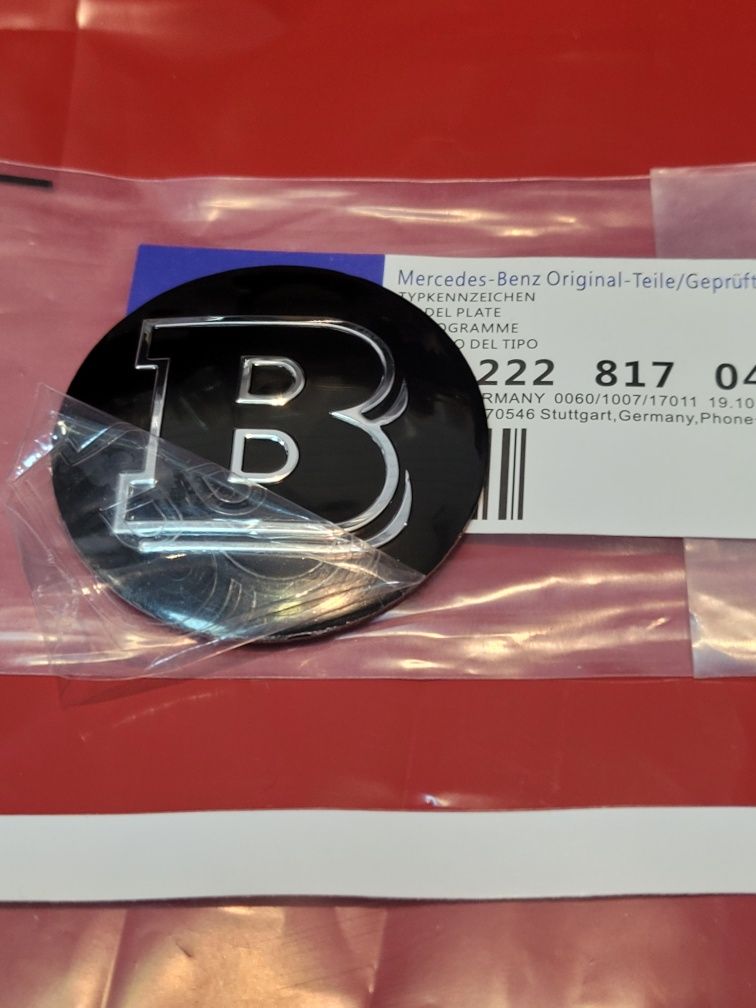 B
Mercedes-Benz Original-Teile/Geprüft
TYPKENNZEICHEN
DEL PLATE
OGRAMME
O DEL TIPO
222 817 04
RMANY 0060/1007/17011 19.10
70546 Stuttgart,Germany,Phone